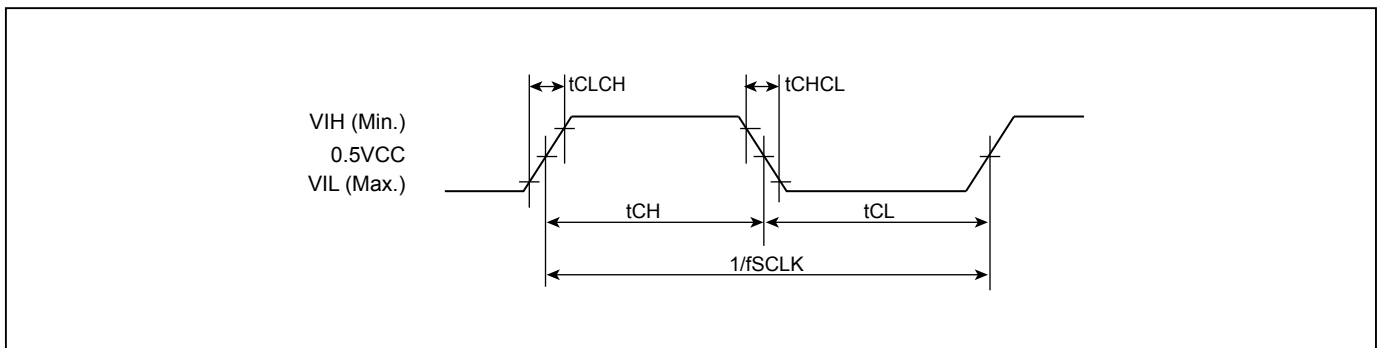 tCLCH
tCHCL
VIH (Min.)
0.5VCC
VIL (Max.)
tCH
tCL
1/fSCLK